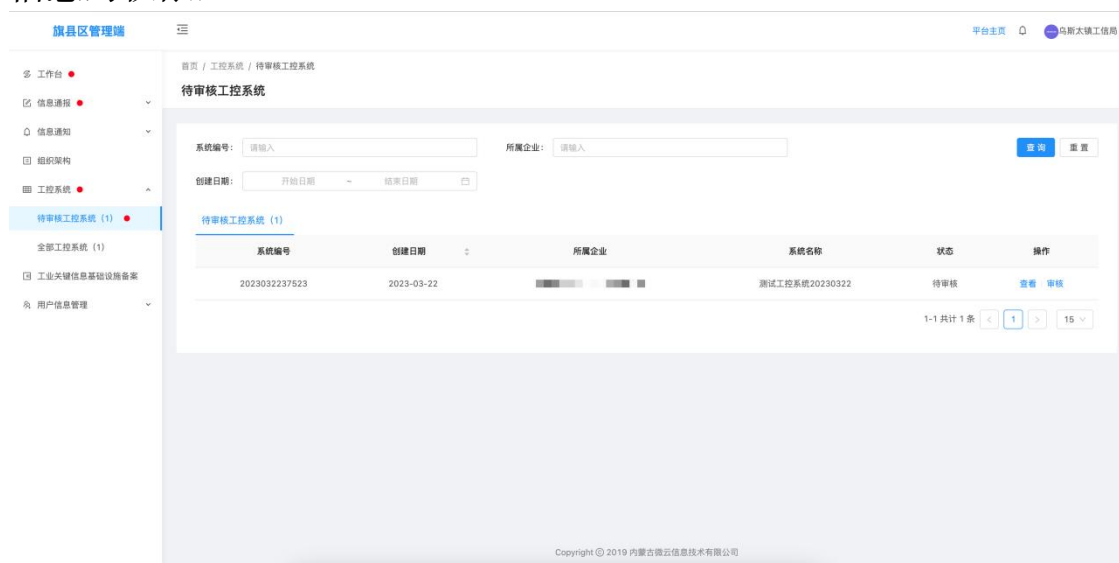 旗县区管理端
平台主页 乌斯太镇工信局
工作台
信息通报
信息通知
组织架构
工控系统
待审核工控系统（1）
全部工控系统（1）
工业关键信息基础设施备案
用户信息管理
首页 / 工控系统 / 待审核工控系统
待审核工控系统
系统编号： 请输入 所属企业： 请输入 查 询 重 置
创建日期： 开始日期 ~ 结束日期
待审核工控系统（1）
系统编号 创建日期 所属企业 系统名称 状态 操作
2023032237523 2023-03-22 测试工控系统20230322 待审核 查看 审核
1-1 共计 1 条 < 1 > 15
Copyright © 2019 内蒙古微云信息技术有限公司